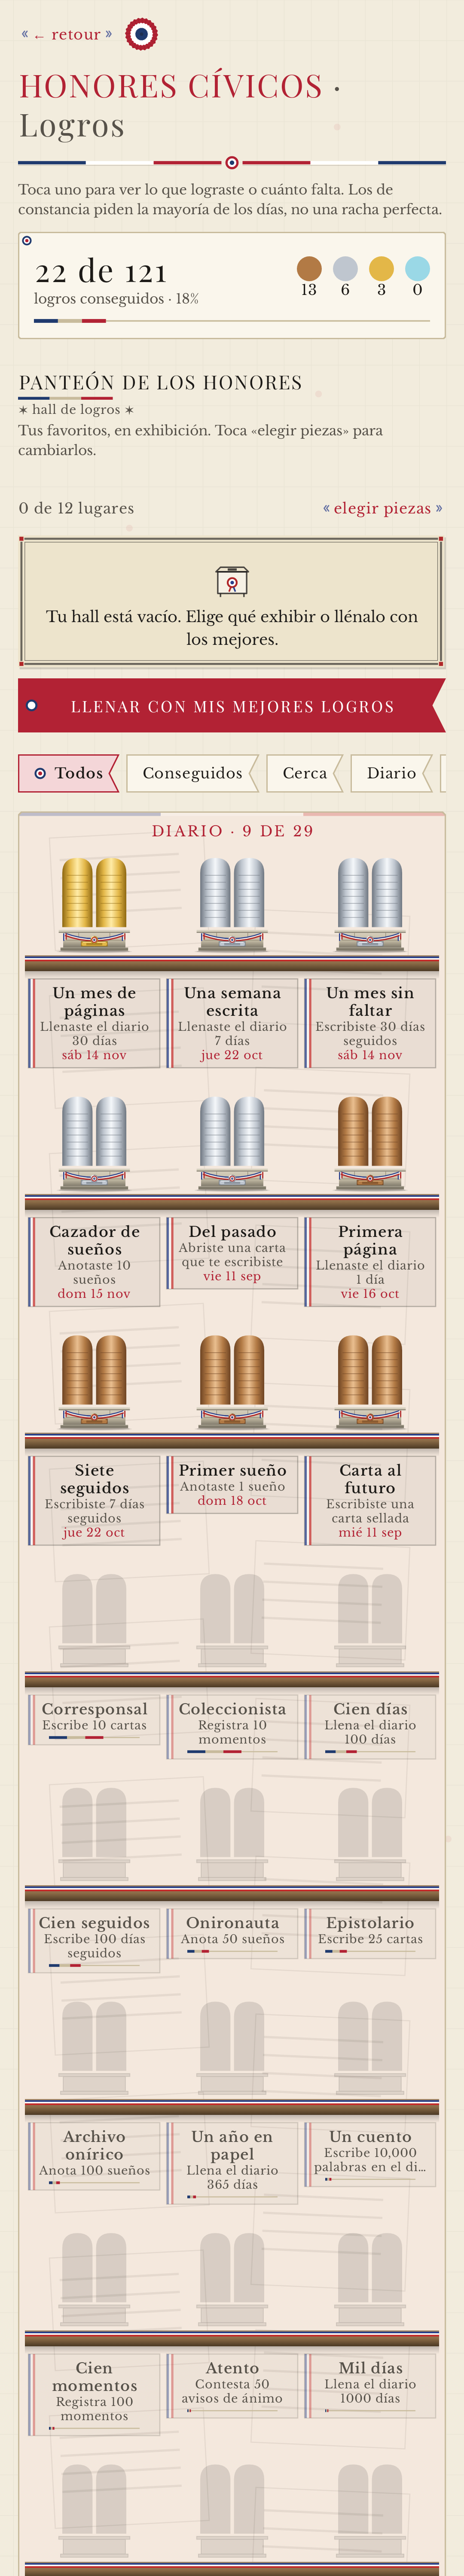 « ← retour »
HONORES CÍVICOS ·
Logros
Toca uno para ver lo que lograste o cuánto falta. Los de
constancia piden la mayoría de los días, no una racha perfecta.
22 de 121
logros conseguidos · 18%
13 6 3 0
PANTEÓN DE LOS HONORES
✶ hall de logros ✶
Tus favoritos, en exhibición. Toca «elegir piezas» para
cambiarlos.
0 de 12 lugares
« elegir piezas »
Tu hall está vacío. Elige qué exhibir o llénalo con
los mejores.
LLENAR CON MIS MEJORES LOGROS
Todos Conseguidos Cerca Diario
DIARIO · 9 DE 29
Un mes de
páginas
Llenaste el diario
30 días
sáb 14 nov
Una semana
escrita
Llenaste el diario
7 días
jue 22 oct
Un mes sin
faltar
Escribiste 30 días
seguidos
sáb 14 nov
Cazador de
sueños
Anotaste 10
sueños
dom 15 nov
Del pasado
Abriste una carta
que te escribiste
vie 11 sep
Primera
página
Llenaste el diario
1 día
vie 16 oct
Siete
seguidos
Escribiste 7 días
seguidos
jue 22 oct
Primer sueño
Anotaste 1 sueño
dom 18 oct
Carta al
futuro
Escribiste una
carta sellada
mié 11 sep
Corresponsal
Escribe 10 cartas
Coleccionista
Registra 10
momentos
Cien días
Llena el diario
100 días
Cien seguidos
Escribe 100 días
seguidos
Onironauta
Anota 50 sueños
Epistolario
Escribe 25 cartas
Archivo
onírico
Anota 100 sueños
Un año en
papel
Llena el diario
365 días
Un cuento
Escribe 10,000
palabras en el di…
Cien
momentos
Registra 100
momentos
Atento
Contesta 50
avisos de ánimo
Mil días
Llena el diario
1000 días